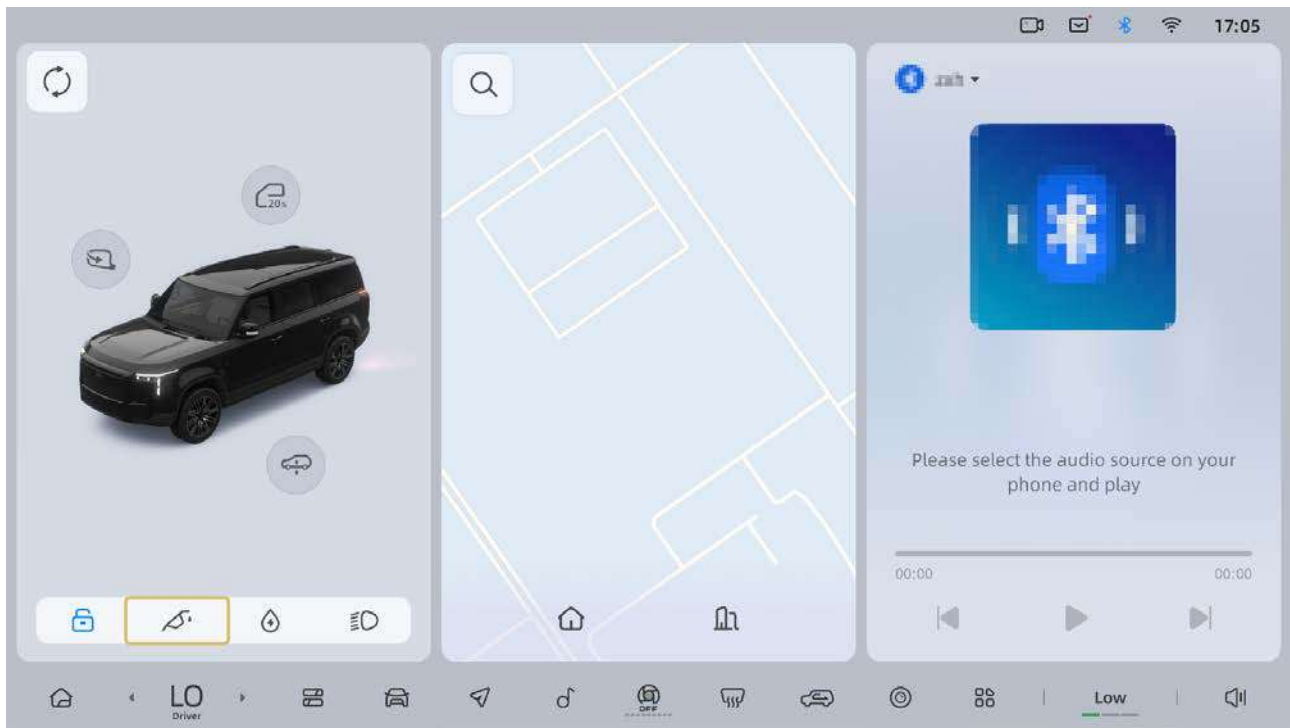 17:05
20%
Please select the audio source on your
phone and play
00:00
00:00
LO
Driver
OFF
Low